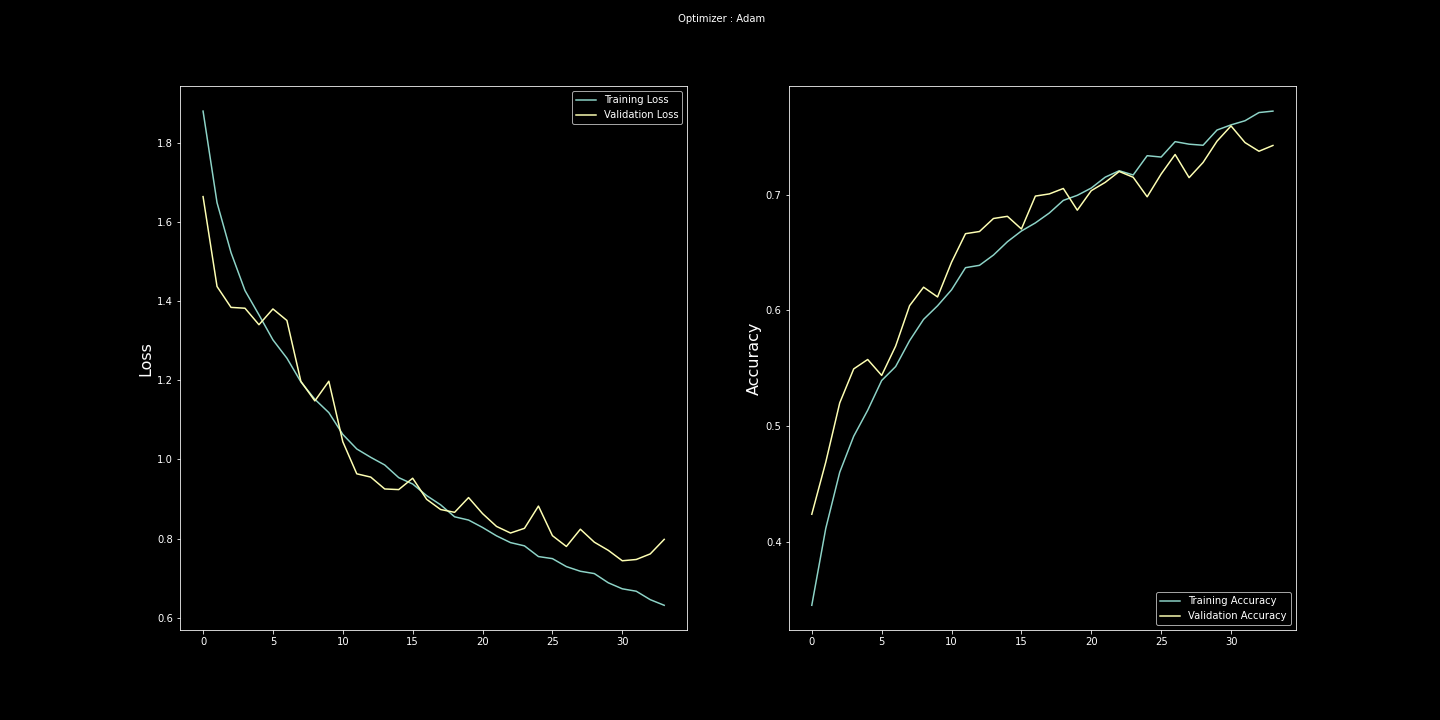 Optimizer : Adam
Training Loss
Validation Loss
1.8
1.6
1.4
1.2
1.0
0.8
0.6
Loss
0 5 10 15 20 25 30
0.7
0.6
0.5
0.4
Accuracy
Training Accuracy
Validation Accuracy
0 5 10 15 20 25 30